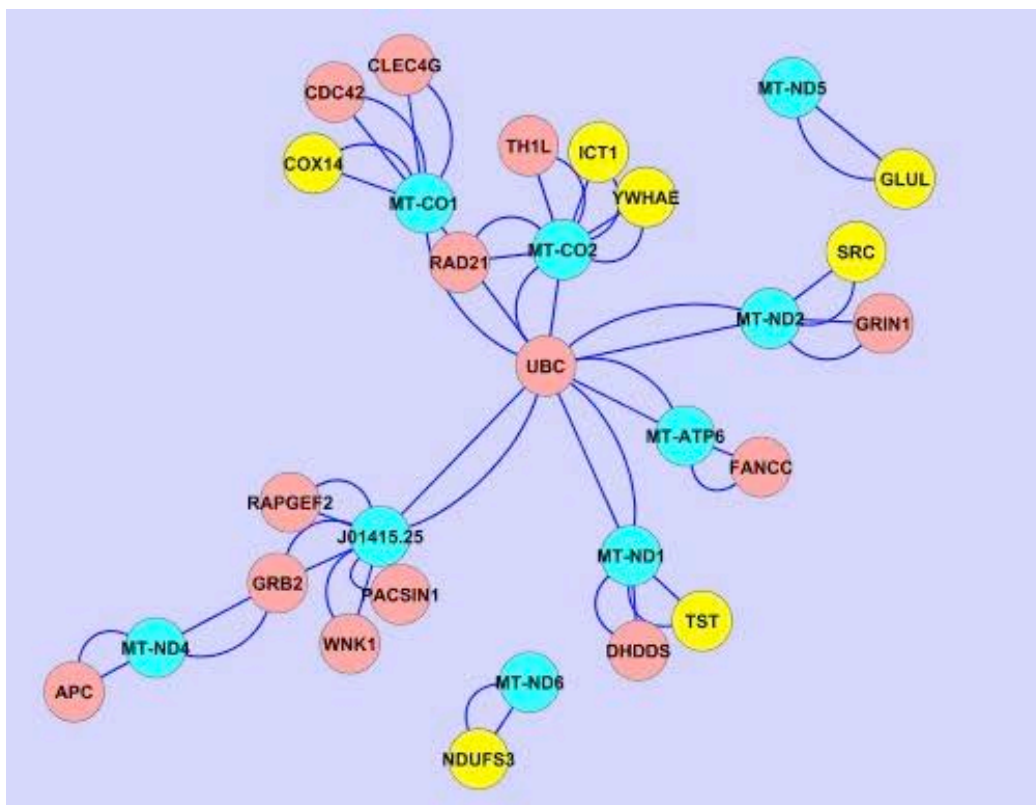 CLEC4G
CDC42
MT-ND5
TH1L
ICT1
COX14
GLUL
YWHAE
MT-CO1
MT-CO2
SRC
RAD21
MT-ND2
GRIN1
UBC
MT-ATP6
FANCC
RAPGEF2
J01415.25
MT-ND1
GRB2
PACSIN1
TST
WNK1
MT-ND4
DHDDS
MT-ND6
APC
NDUFS3